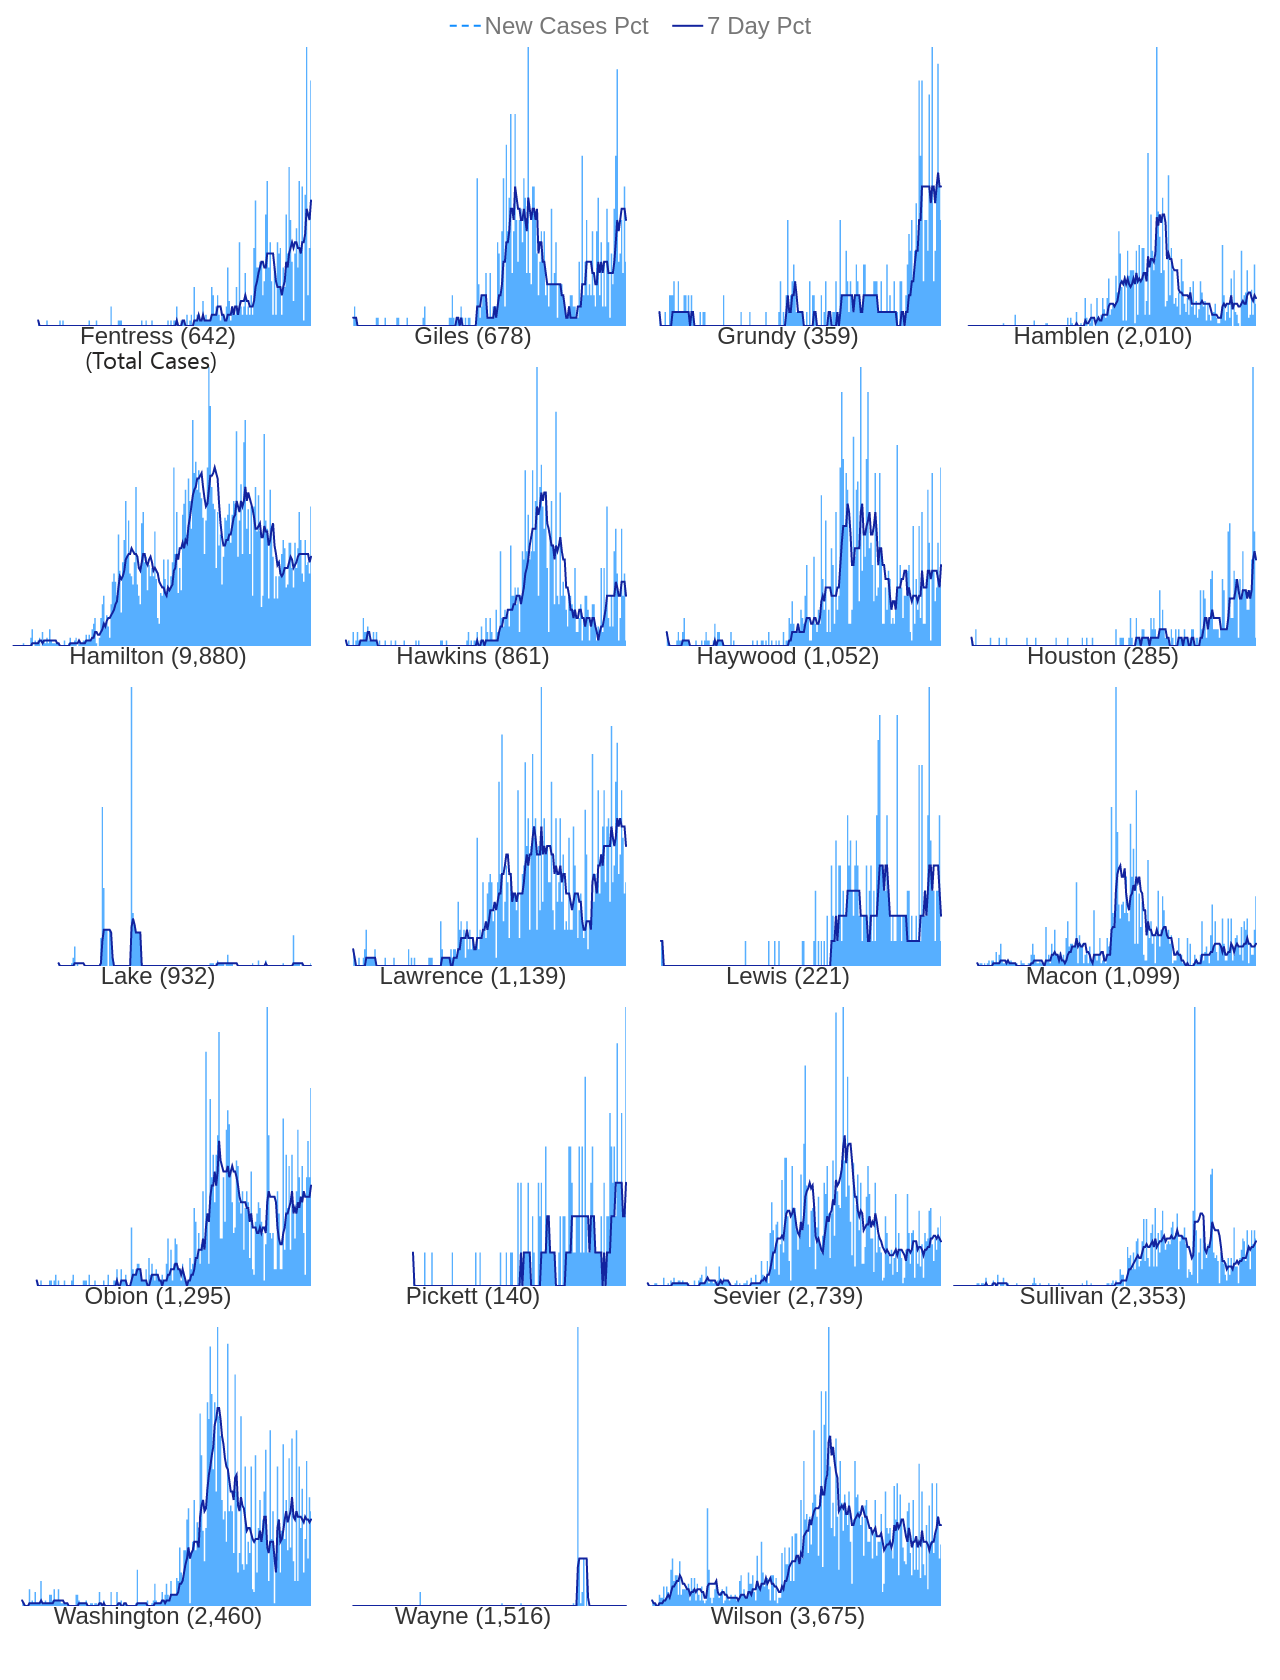 New Cases Pct 7 Day Pct
Fentress (642) Giles (678) Grundy (359) Hamblen (2,010)
(Total Cases)
Hamilton (9,880) Hawkins (861) Haywood (1,052) Houston (285)
Lake (932) Lawrence (1,139) Lewis (221) Macon (1,099)
Obion (1,295) Pickett (140) Sevier (2,739) Sullivan (2,353)
Washington (2,460) Wayne (1,516) Wilson (3,675)